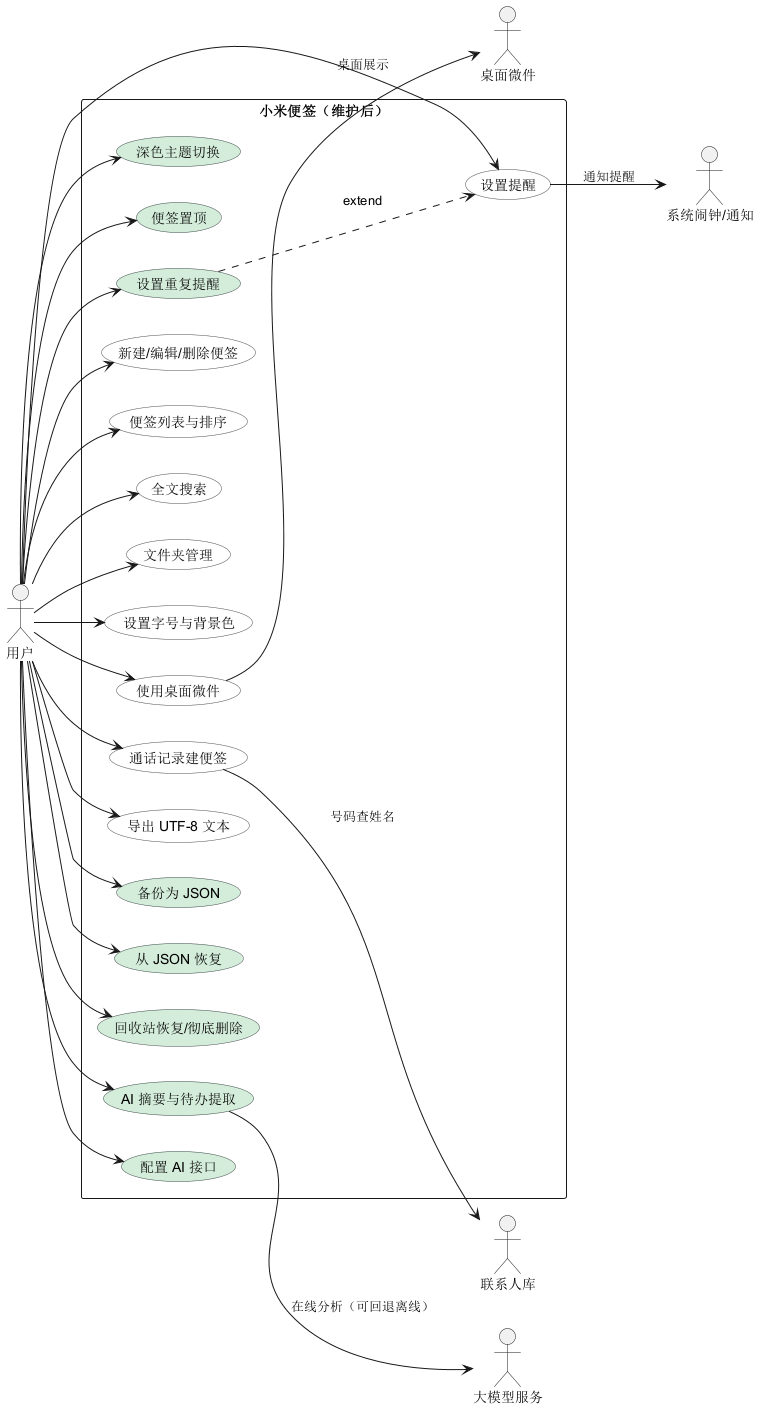 桌面微件
桌面展示
小米便签（维护后）
深色主题切换
设置提醒
通知提醒
系统闹钟/通知
extend
便签置顶
设置重复提醒
新建/编辑/删除便签
便签列表与排序
全文搜索
文件夹管理
设置字号与背景色
用户
使用桌面微件
通话记录建便签
号码查姓名
导出 UTF-8 文本
备份为 JSON
从 JSON 恢复
回收站恢复/彻底删除
AI 摘要与待办提取
配置 AI 接口
联系人库
在线分析（可回退离线）
大模型服务